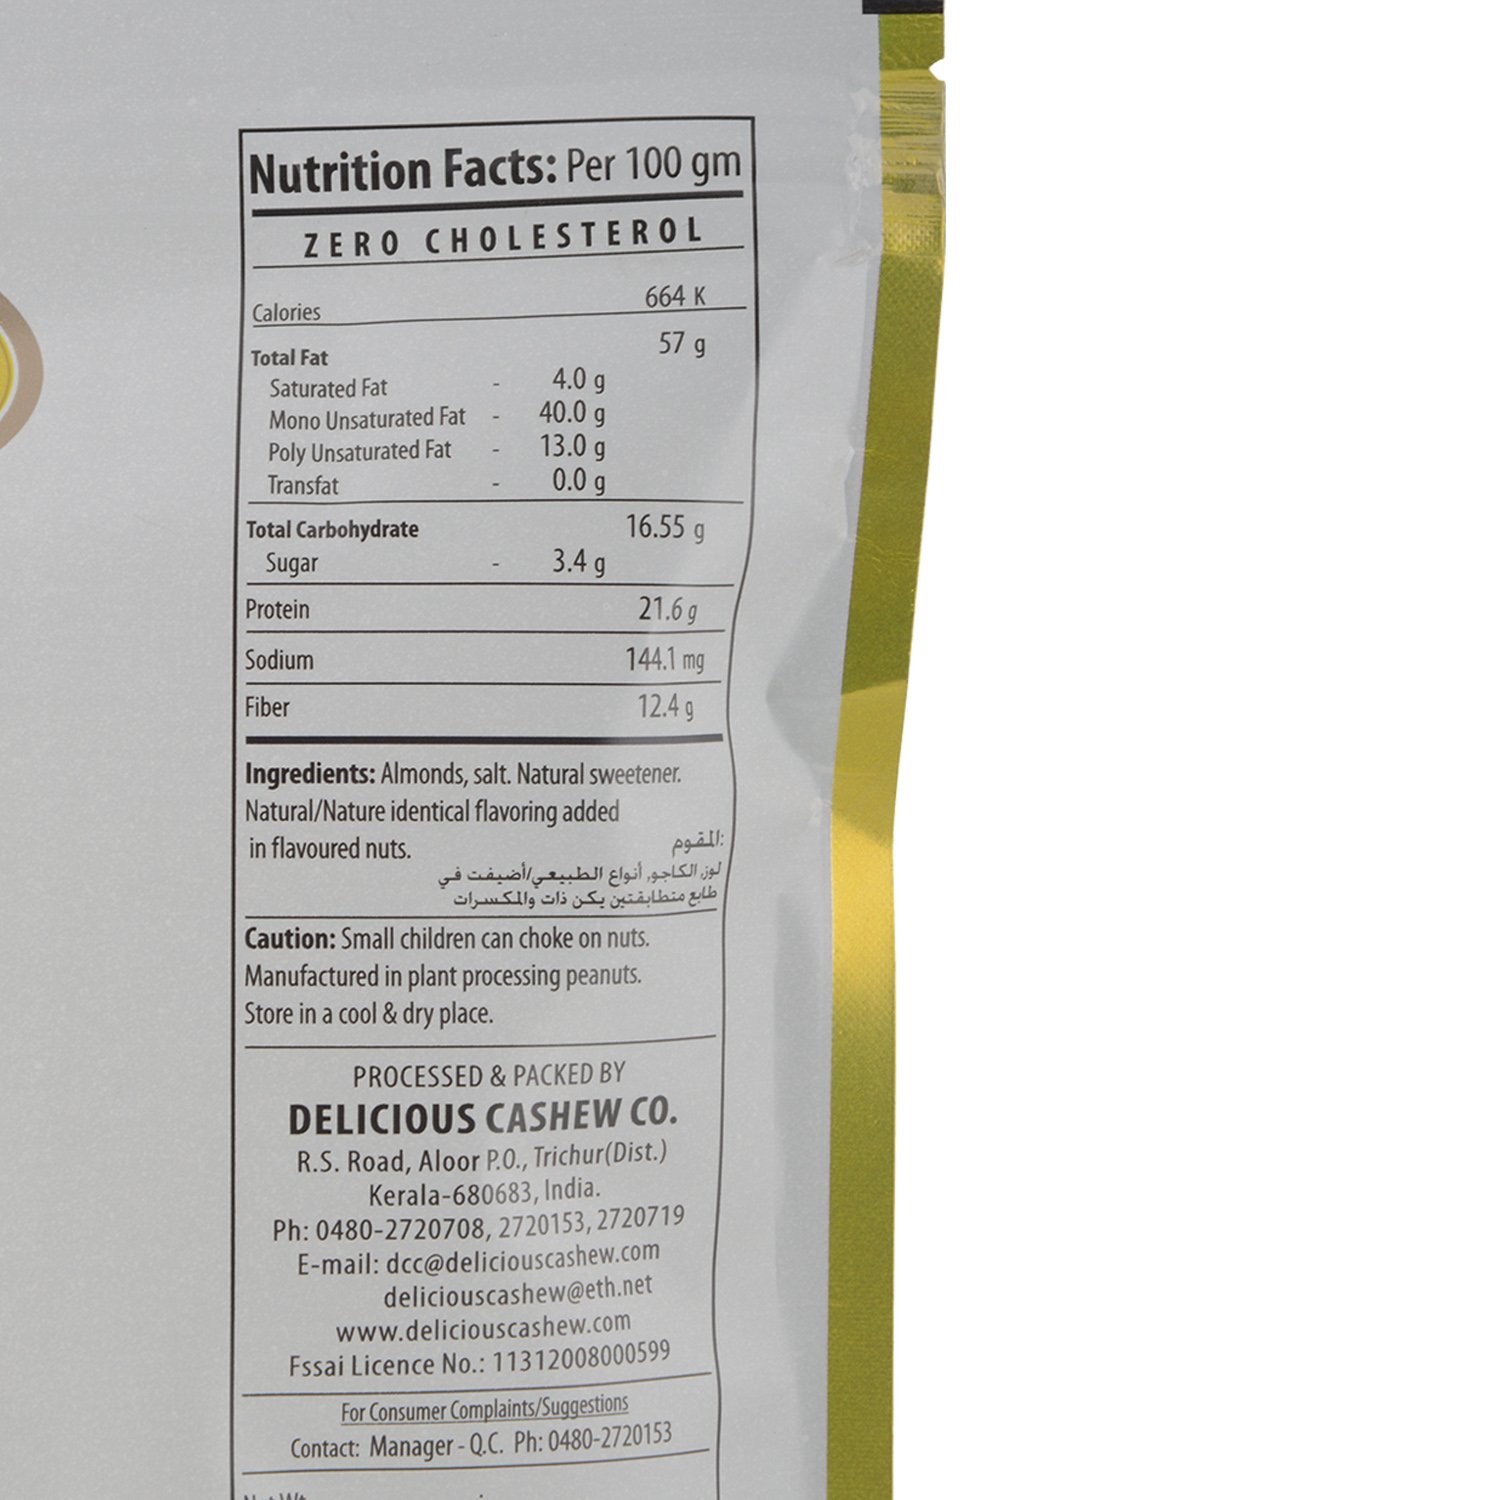 Nutrition Facts: Per 100 gm
ZERO CHOLESTEROL
Calories 664 K
Total Fat 57 g
Saturated Fat - 4.0 g
Mono Unsaturated Fat - 40.0 g
Poly Unsaturated Fat - 13.0 g
Transfat - 0.0 g
Total Carbohydrate 16.55 g
Sugar - 3.4 g
Protein 21.6 g
Sodium 144.1 mg
Fiber 12.4 g
Ingredients: Almonds, salt. Natural sweetener.
Natural/Nature identical flavoring added
in flavoured nuts.
المقوم:
لوز, الكاجو, أنواع الطبيعي/أضيفت في
طابع متطابقتين يكن ذات والمكسرات
Caution: Small children can choke on nuts.
Manufactured in plant processing peanuts.
Store in a cool & dry place.
PROCESSED & PACKED BY
DELICIOUS CASHEW CO.
R.S. Road, Aloor P.O., Trichur(Dist.)
Kerala-680683, India.
Ph: 0480-2720708, 2720153, 2720719
E-mail: dcc@deliciouscashew.com
deliciouscashew@eth.net
www.deliciouscashew.com
Fssai Licence No.: 11312008000599
For Consumer Complaints/Suggestions
Contact: Manager - Q.C. Ph: 0480-2720153